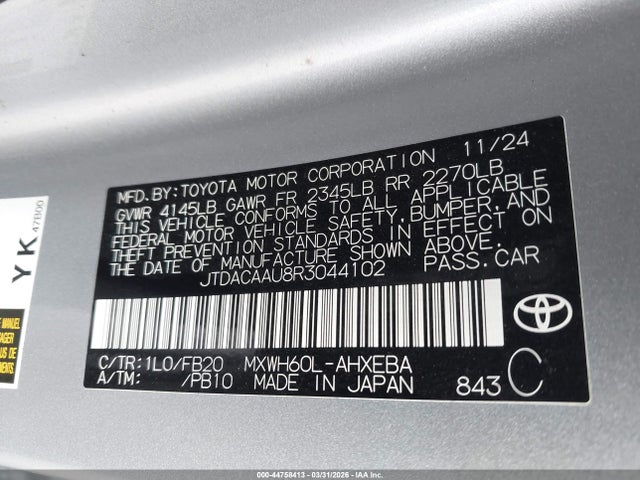 MFD.BY:TOYOTA MOTOR CORPORATION 11/24
GVWR 4145LB GAWR FR 2345LB RR 2270LB
THIS VEHICLE CONFORMS TO ALL APPLICABLE
FEDERAL MOTOR VEHICLE SAFETY,BUMPER,AND
THEFT PREVENTION STANDARDS IN EFFECT ON
THE DATE OF MANUFACTURE SHOWN ABOVE.
JTDACAAU8R3044102 PASS.CAR
C/TR:1L0/FB20 MXWH60L-AHXEBA
A/TM: /PB10 MADE IN JAPAN 843 C
YK
47B00
E MANUEL
000-44758413 - 03/31/2026 - IAA Inc.